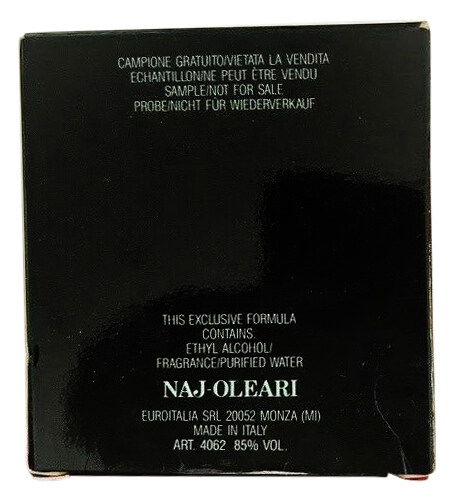 CAMPIONE GRATUITO/VIETATA LA VENDITA
ECHANTILLON/NE PEUT ÊTRE VENDU
SAMPLE/NOT FOR SALE
PROBE/NICHT FÜR WIEDERVERKAUF
THIS EXCLUSIVE FORMULA
CONTAINS:
ETHYL ALCOHOL/
FRAGRANCE/PURIFIED WATER
NAJ-OLEARI
EUROITALIA SRL 20052 MONZA (MI)
MADE IN ITALY
ART. 4062 85% VOL.